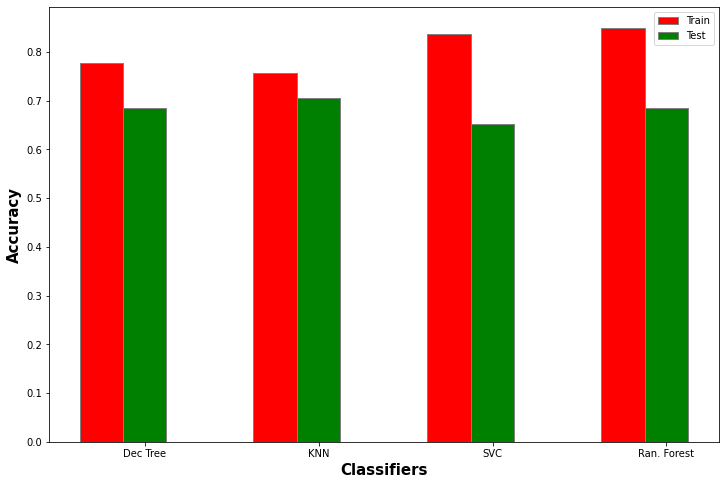 Train
Test
0.8
0.7
0.6
0.5
0.4
0.3
0.2
0.1
0.0
Accuracy
Dec Tree
KNN
SVC
Ran. Forest
Classifiers